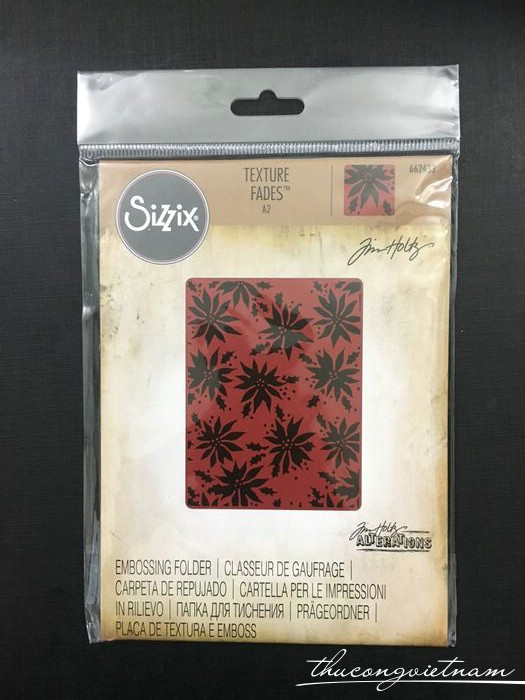 Sizzix
TEXTURE
FADES™
A2
Tim Holtz
Tim Holtz
ALTERATIONS
EMBOSSING FOLDER | CLASSEUR DE GAUFRAGE |
CARPETA DE REPUJADO | CARTELLA PER LE IMPRESSIONI
IN RILIEVO | ПАПКА ДЛЯ ТИСНЕНИЯ | PRÄGEORDNER |
PLACA DE TEXTURA E EMBOSS
thucongvietnam